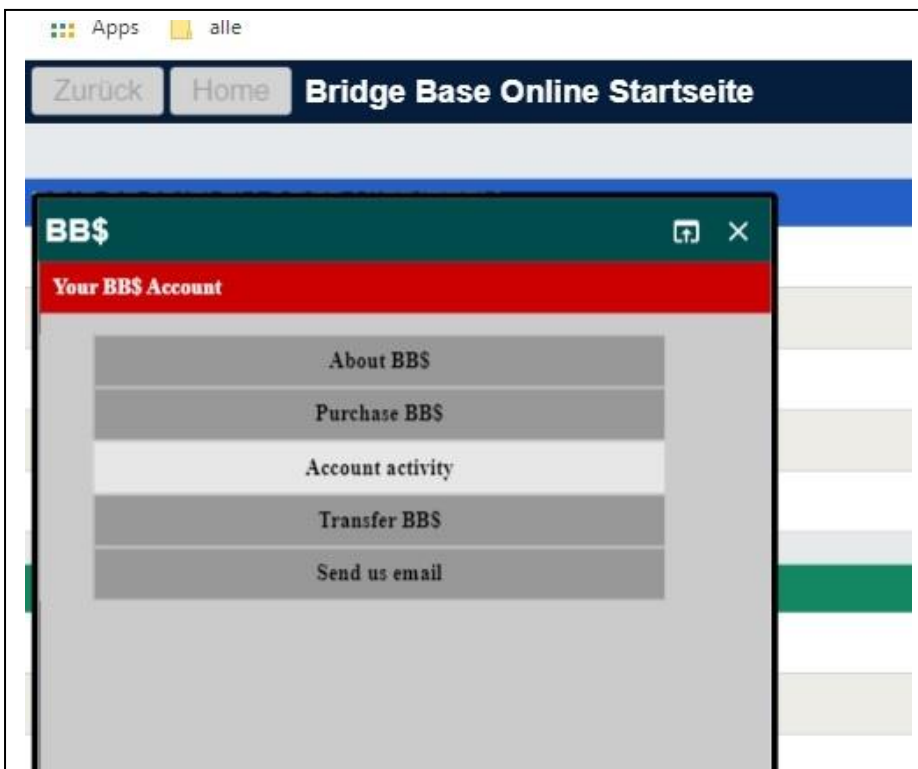 Apps alle
Zurück Home Bridge Base Online Startseite
BB$
Your BB$ Account
About BB$
Purchase BB$
Account activity
Transfer BB$
Send us email